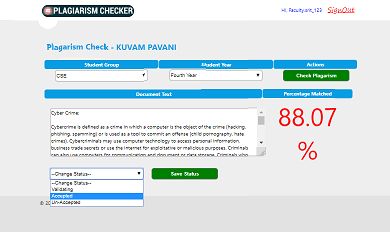 PLAGIARISM CHECKER
Hi, Faculty.cnt_123 SignOut
Plagarism Check - KUVAM PAVANI
Student Group Student Year Actions
CSE Fourth Year Check Plagarism
Document Text Percentage Matched
Cyber Crime;
Cybercrime is defined as a crime in which a computer is the object of the crime (hacking,
phishing, spamming) or is used as a tool to commit an offense (child pornography, hate
crimes). Cybercriminals may use computer technology to access personal information,
business trade secrets or use the internet for exploitative or malicious purposes. Criminals
can also use computers for communication and document or data storage. Criminals who
88.07
%
--Change Status-- Save Status
--Change Status--
Validating
Accepted
Un-Accepted
© 20